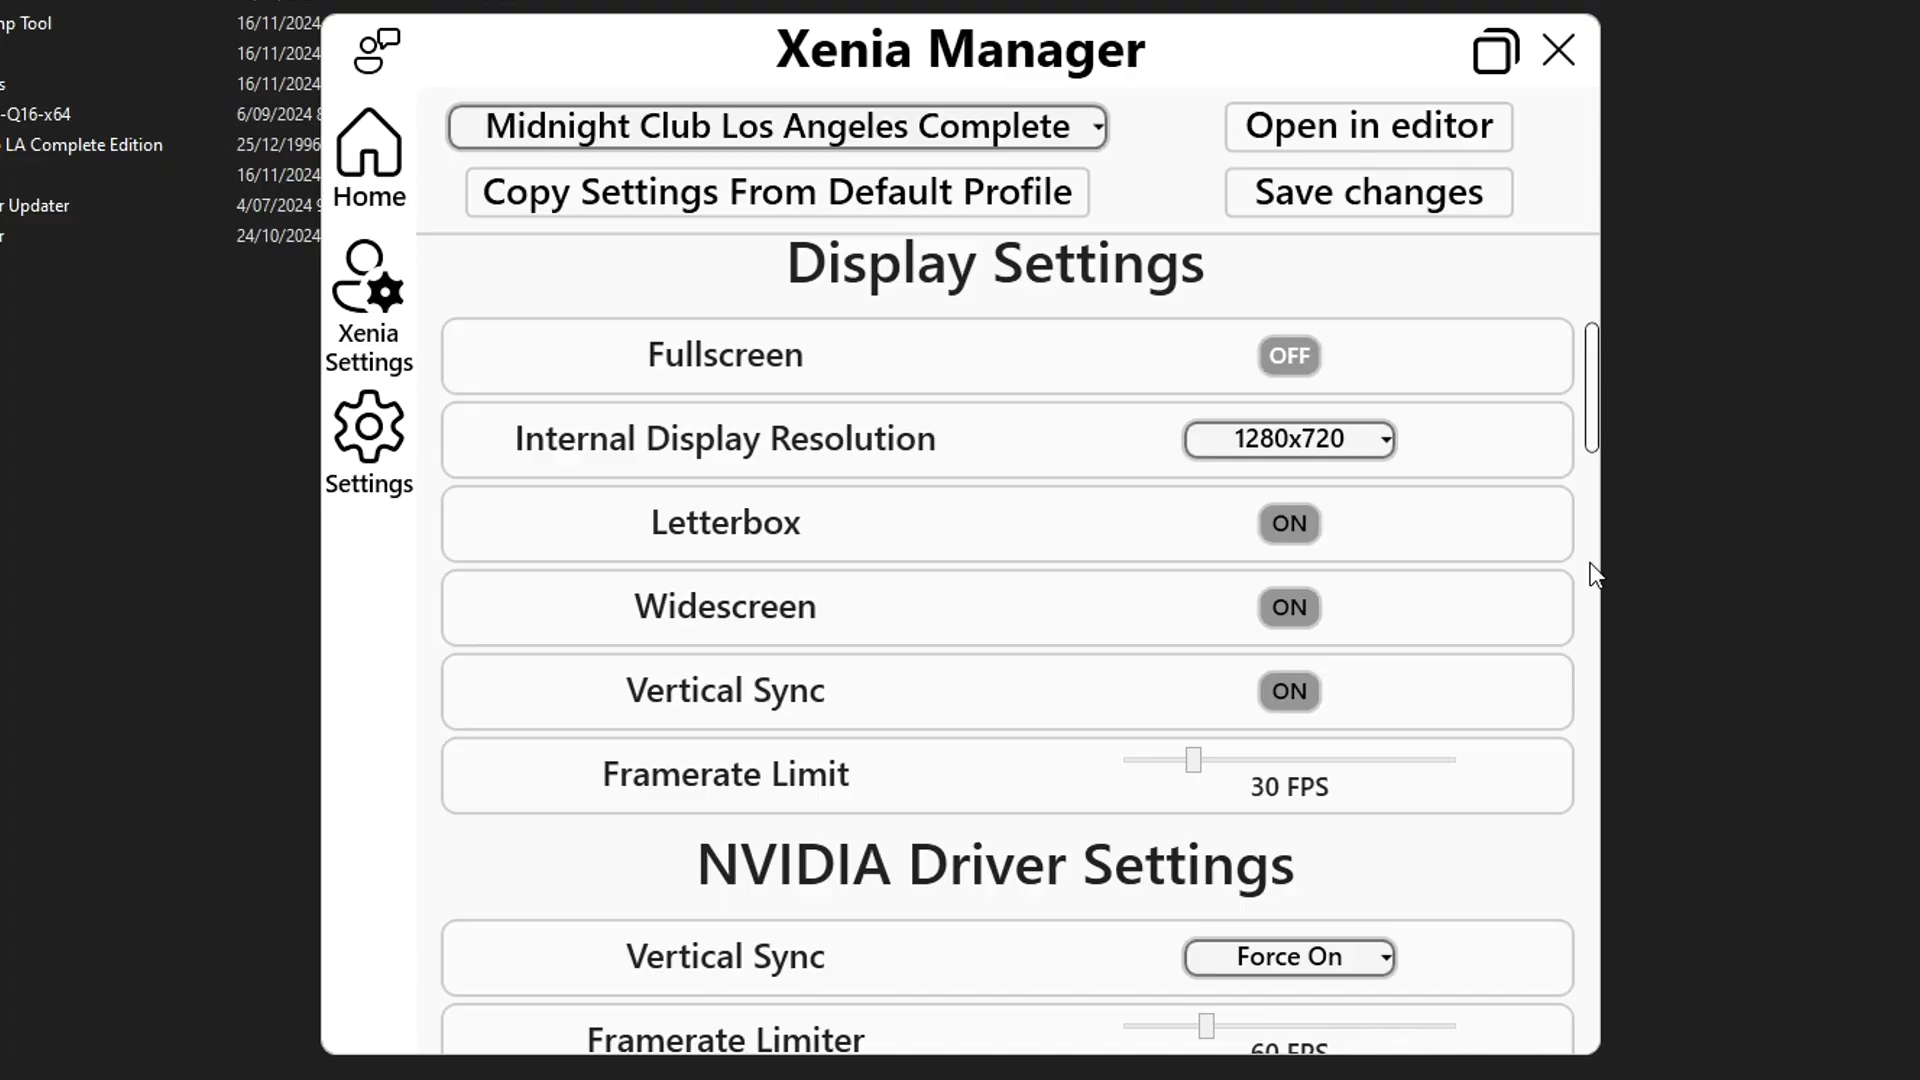 np Tool 16/11/2024
16/11/2024
s 16/11/2024
-Q16-x64 6/09/2024 8
LA Complete Edition 25/12/1996
16/11/2024
r Updater 4/07/2024 9
r 24/10/2024
Xenia Manager
Home
Xenia
Settings
Settings
Midnight Club Los Angeles Complete
Open in editor
Copy Settings From Default Profile
Save changes
Display Settings
Fullscreen OFF
Internal Display Resolution 1280x720
Letterbox ON
Widescreen ON
Vertical Sync ON
Framerate Limit 30 FPS
NVIDIA Driver Settings
Vertical Sync Force On
Framerate Limiter 60 FPS